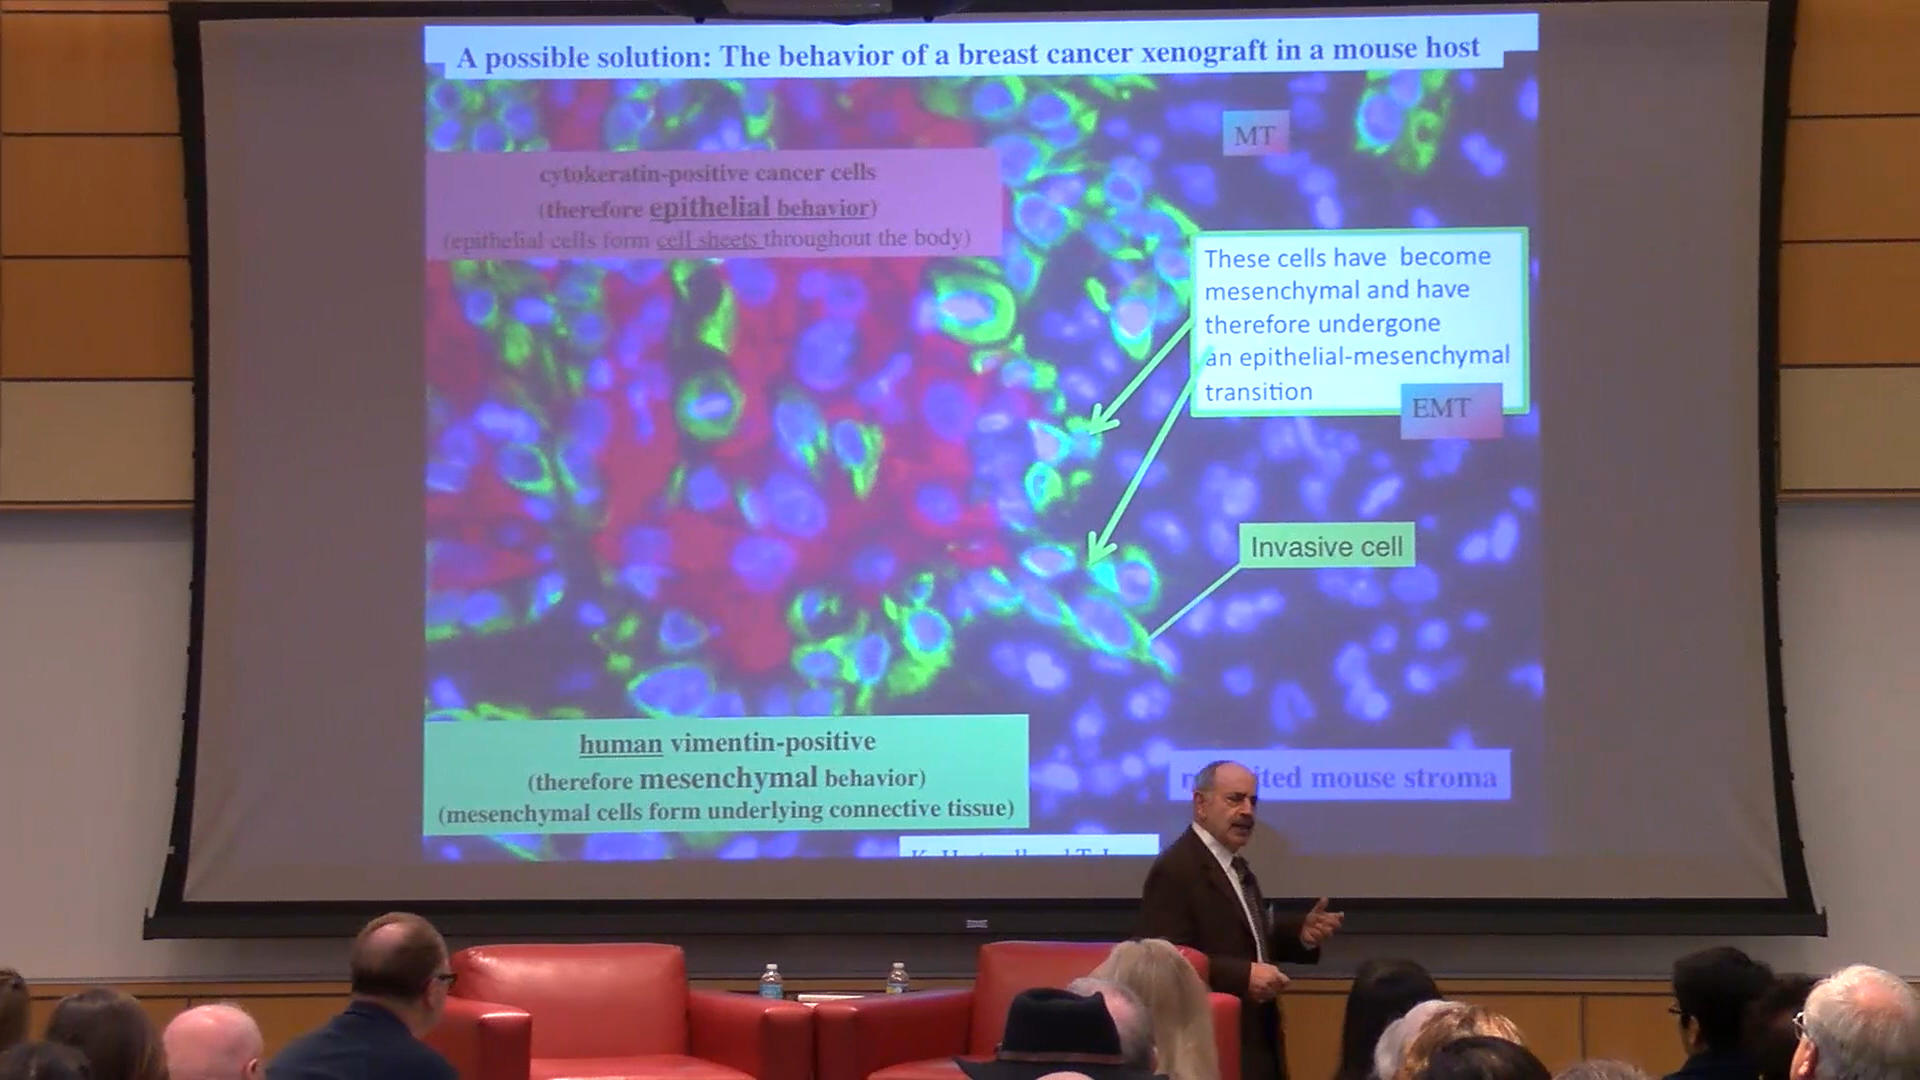 A possible solution: The behavior of a breast cancer xenograft in a mouse host
MT
cytokeratin-positive cancer cells
(therefore epithelial behavior)
(epithelial cells form cell sheets throughout the body)
These cells have become
mesenchymal and have
therefore undergone
an epithelial-mesenchymal
transition
EMT
Invasive cell
human vimentin-positive
(therefore mesenchymal behavior)
(mesenchymal cells form underlying connective tissue)
mouse stroma